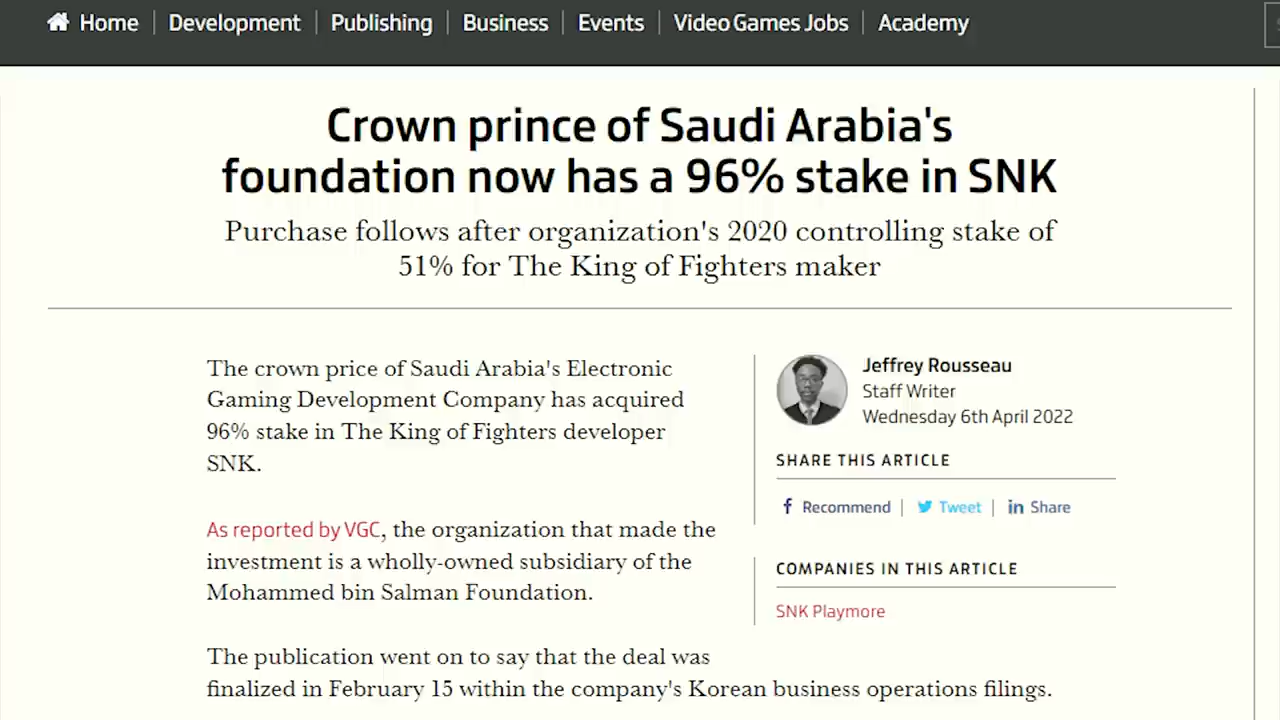 Home Development Publishing Business Events Video Games Jobs Academy
Crown prince of Saudi Arabia's
foundation now has a 96% stake in SNK
Purchase follows after organization's 2020 controlling stake of
51% for The King of Fighters maker
The crown price of Saudi Arabia's Electronic
Gaming Development Company has acquired
96% stake in The King of Fighters developer
SNK.
As reported by VGC, the organization that made the
investment is a wholly-owned subsidiary of the
Mohammed bin Salman Foundation.
The publication went on to say that the deal was
finalized in February 15 within the company's Korean business operations filings.
Jeffrey Rousseau
Staff Writer
Wednesday 6th April 2022
SHARE THIS ARTICLE
Recommend Tweet Share
COMPANIES IN THIS ARTICLE
SNK Playmore